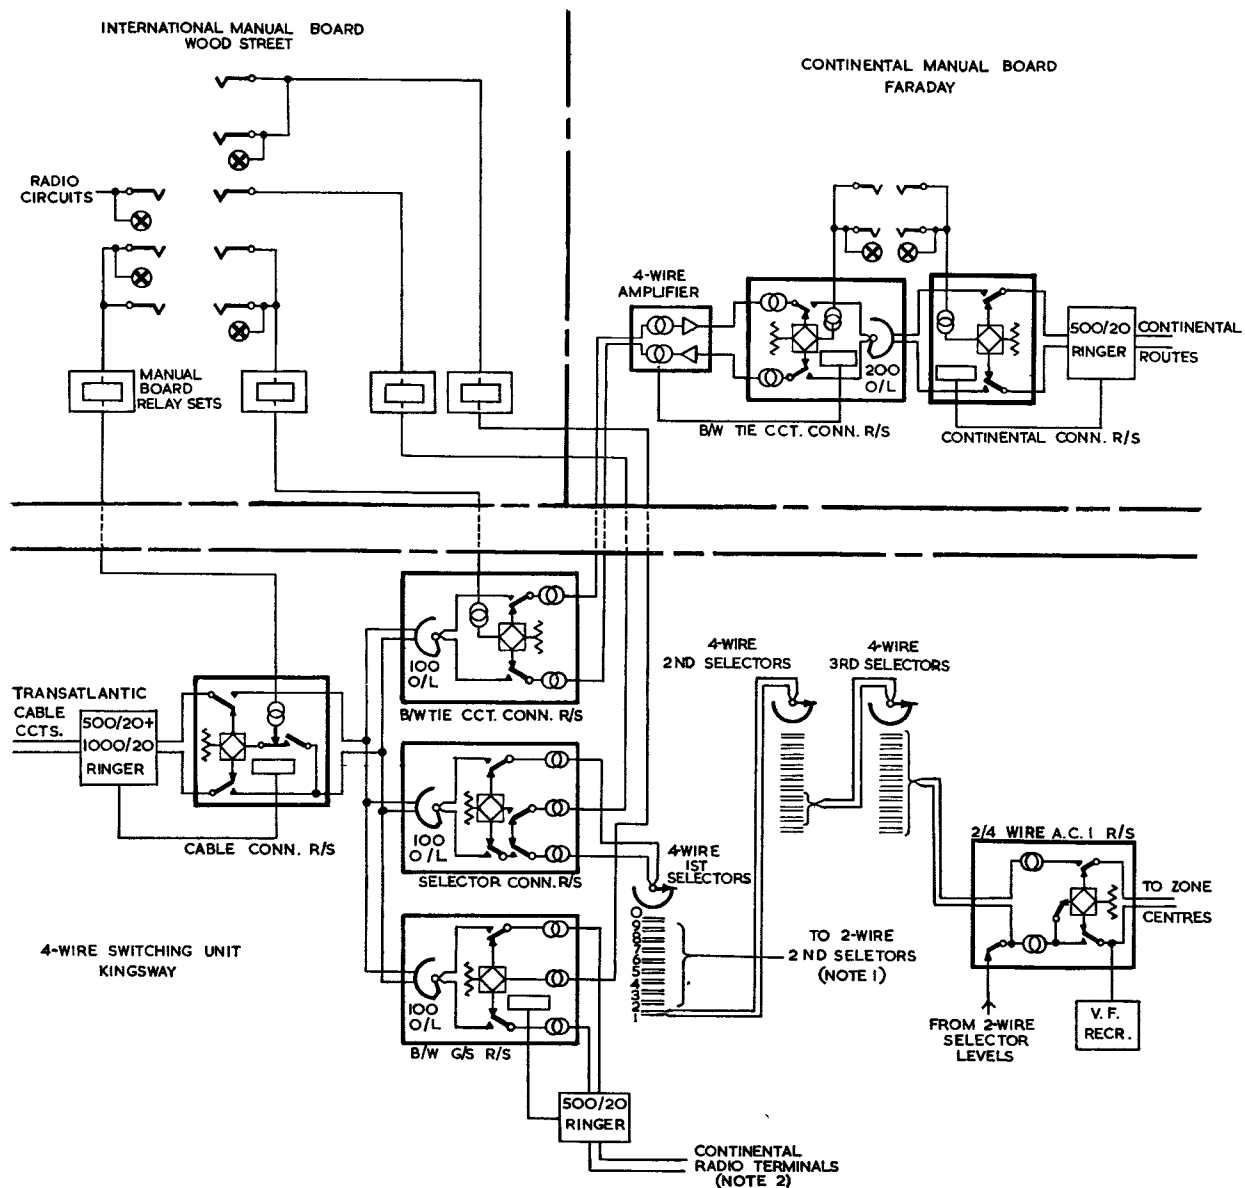 INTERNATIONAL MANUAL BOARD
WOOD STREET
CONTINENTAL MANUAL BOARD
FARADAY
RADIO
CIRCUITS
4-WIRE
AMPLIFIER
MANUAL
BOARD
RELAY SETS
200
O/L
500/20
RINGER
CONTINENTAL
ROUTES
B/W TIE CCT. CONN. R/S
CONTINENTAL CONN. R/S
100
O/L
B/W TIE CCT. CONN. R/S
TRANSATLANTIC
CABLE
CCTS.
500/20+
1000/20
RINGER
CABLE CONN. R/S
100
O/L
SELECTOR CONN. R/S
4-WIRE
2ND SELECTORS
4-WIRE
3RD SELECTORS
4-WIRE
1ST
SELECTORS
2/4 WIRE A.C.1 R/S
TO ZONE
CENTRES
4-WIRE SWITCHING UNIT
KINGSWAY
0
9
8
7
6
5
4
3
2
1
TO 2-WIRE
2 ND SELETORS
(NOTE 1)
100
O/L
B/W G/S R/S
FROM 2-WIRE
SELECTOR
LEVELS
V. F.
RECR.
500/20
RINGER
CONTINENTAL
RADIO TERMINALS
(NOTE 2)